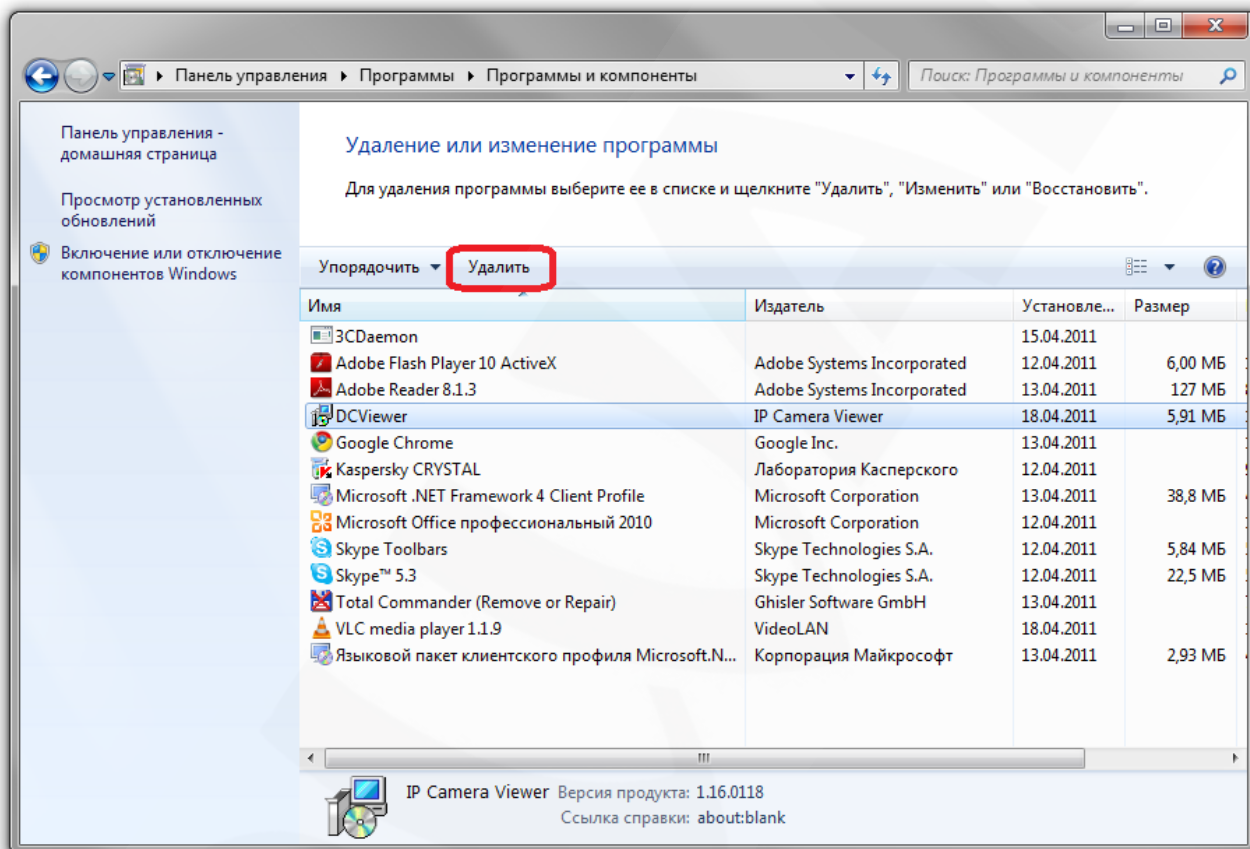 Панель управления ▸ Программы ▸ Программы и компоненты
Поиск: Программы и компоненты
Панель управления -
домашняя страница
Просмотр установленных
обновлений
Включение или отключение
компонентов Windows
Удаление или изменение программы
Для удаления программы выберите ее в списке и щелкните "Удалить", "Изменить" или "Восстановить".
Упорядочить Удалить
Имя Издатель Установле... Размер
3CDaemon 15.04.2011
Adobe Flash Player 10 ActiveX Adobe Systems Incorporated 12.04.2011 6,00 МБ
Adobe Reader 8.1.3 Adobe Systems Incorporated 13.04.2011 127 МБ
DCViewer IP Camera Viewer 18.04.2011 5,91 МБ
Google Chrome Google Inc. 13.04.2011
Kaspersky CRYSTAL Лаборатория Касперского 12.04.2011
Microsoft .NET Framework 4 Client Profile Microsoft Corporation 13.04.2011 38,8 МБ
Microsoft Office профессиональный 2010 Microsoft Corporation 12.04.2011
Skype Toolbars Skype Technologies S.A. 12.04.2011 5,84 МБ
Skype™ 5.3 Skype Technologies S.A. 12.04.2011 22,5 МБ
Total Commander (Remove or Repair) Ghisler Software GmbH 13.04.2011
VLC media player 1.1.9 VideoLAN 18.04.2011
Языковой пакет клиентского профиля Microsoft.N... Корпорация Майкрософт 13.04.2011 2,93 МБ
IP Camera Viewer Версия продукта: 1.16.0118
Ссылка справки: about:blank